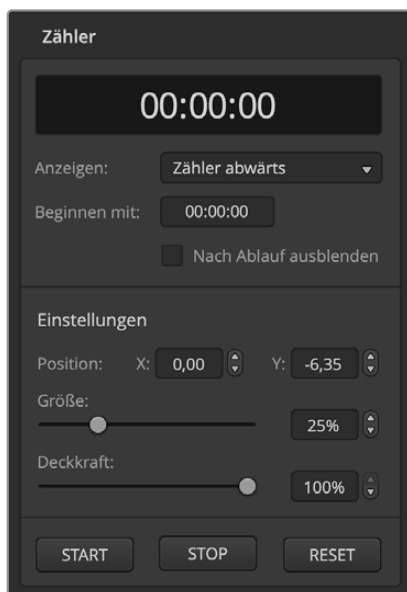 Zähler
00:00:00
Anzeigen: Zähler abwärts
Beginnen mit: 00:00:00
Nach Ablauf ausblenden
Einstellungen
Position: X: 0,00 Y: -6,35
Größe:
25%
Deckkraft:
100%
START STOP RESET